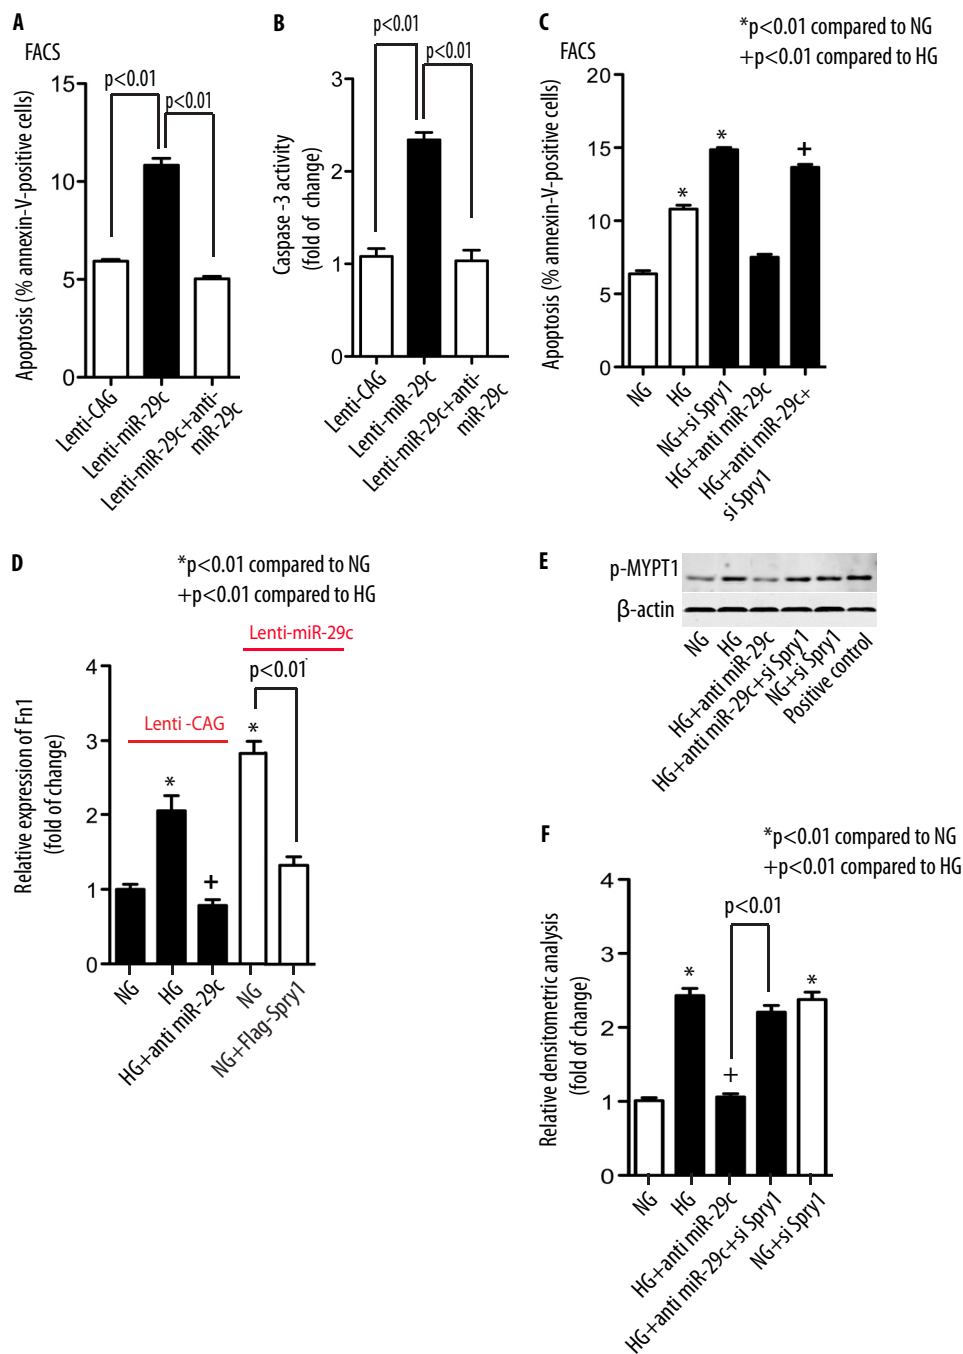 A
FACS
Apoptosis (% annexin-V-positive cells)
15
10
5
0
p<0.01
p<0.01
Lenti-CAG
Lenti-miR-29c
Lenti-miR-29c+anti-
miR-29c
B
Caspase -3 activity
(fold of change)
3
2
1
0
p<0.01
p<0.01
Lenti-CAG
Lenti-miR-29c
Lenti-miR-29c+anti-
miR-29c
C
FACS
*p<0.01 compared to NG
+p<0.01 compared to HG
Apoptosis (% annexin-V-positive cells)
20
15
10
5
0
*
*
+
NG
HG
NG+si Spry1
HG+anti miR-29c
HG+anti miR-29c+
si Spry1
D
*p<0.01 compared to NG
+p<0.01 compared to HG
Lenti-miR-29c
Lenti -CAG
p<0.01
Relative expression of Fn1
(fold of change)
4
3
2
1
0
*
+
*
NG
HG
HG+anti miR-29c
NG
NG+Flag-Spry1
E
p-MYPT1
β-actin
NG
HG
HG+anti miR-29c
HG+anti miR-29c+si Spry1
NG+si Spry1
Positive control
F
*p<0.01 compared to NG
+p<0.01 compared to HG
Relative densitometric analysis
(fold of change)
4
3
2
1
0
p<0.01
*
+
*
NG
HG
HG+anti miR-29c
HG+anti miR-29c+si Spry1
NG+si Spry1